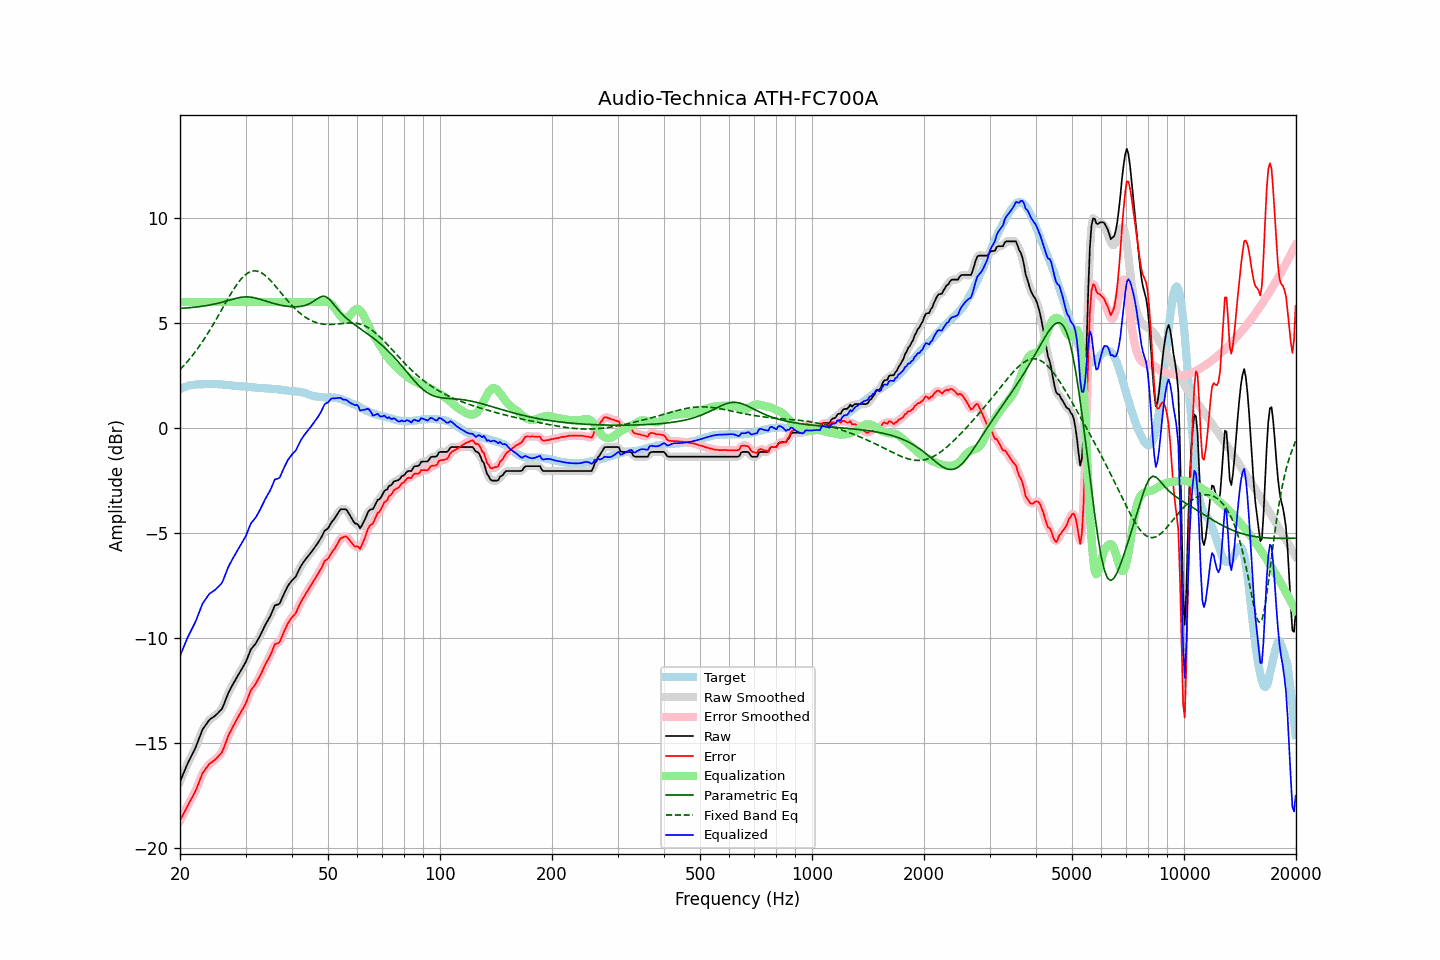 Audio-Technica ATH-FC700A
Amplitude (dBr)
10
5
0
−5
−10
−15
−20
Target
Raw Smoothed
Error Smoothed
Raw
Error
Equalization
Parametric Eq
Fixed Band Eq
Equalized
20 50 100 200 500 1000 2000 5000 10000 20000
Frequency (Hz)